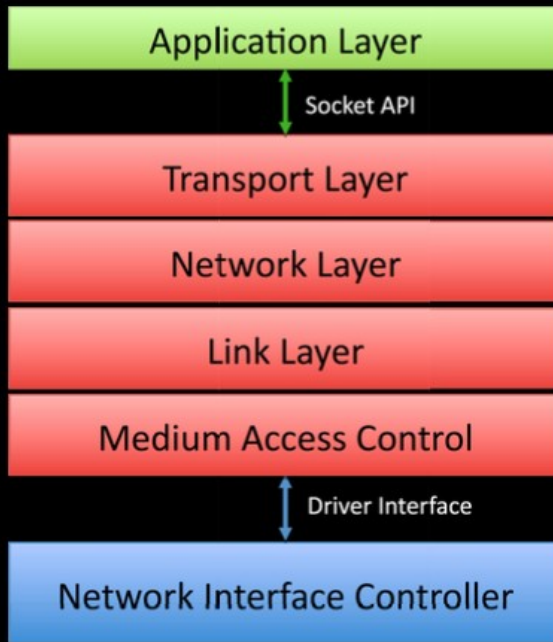 Application Layer
Socket API
Transport Layer
Network Layer
Link Layer
Medium Access Control
Driver Interface
Network Interface Controller